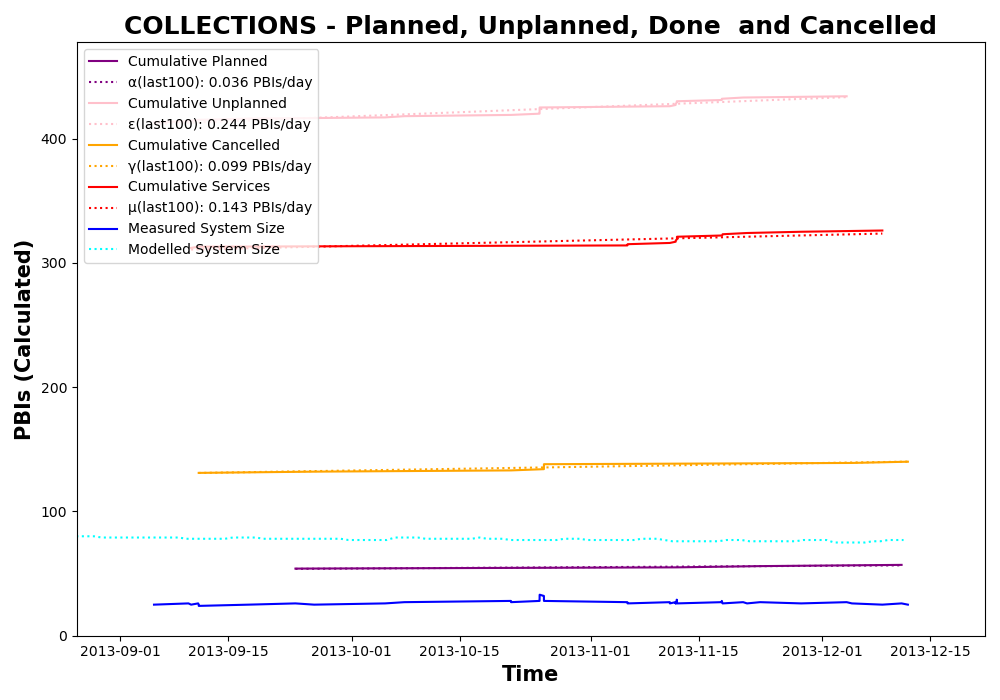 COLLECTIONS - Planned, Unplanned, Done  and Cancelled
Cumulative Planned
α(last100): 0.036 PBIs/day
Cumulative Unplanned
ε(last100): 0.244 PBIs/day
Cumulative Cancelled
γ(last100): 0.099 PBIs/day
Cumulative Services
μ(last100): 0.143 PBIs/day
Measured System Size
Modelled System Size
PBIs (Calculated)
400
300
200
100
0
2013-09-01
2013-09-15
2013-10-01
2013-10-15
2013-11-01
2013-11-15
2013-12-01
2013-12-15
Time